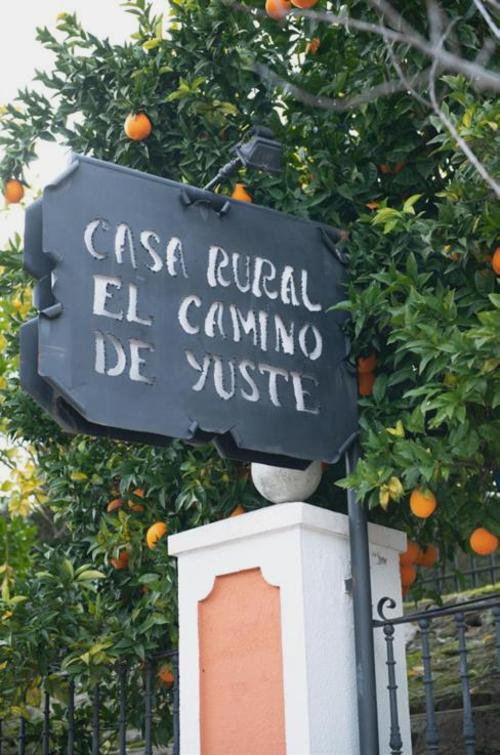 CASA RURAL
EL CAMINO
DE YUSTE